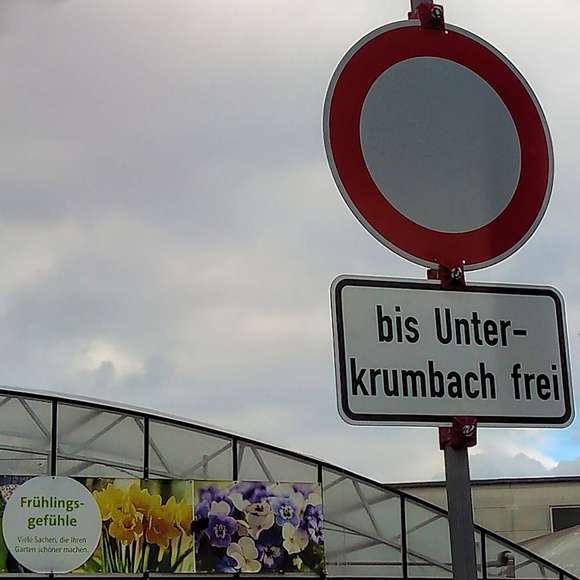 bis Unter-
krumbach frei
Frühlings-
gefühle
Viele Sachen, die Ihren
Garten schöner machen.